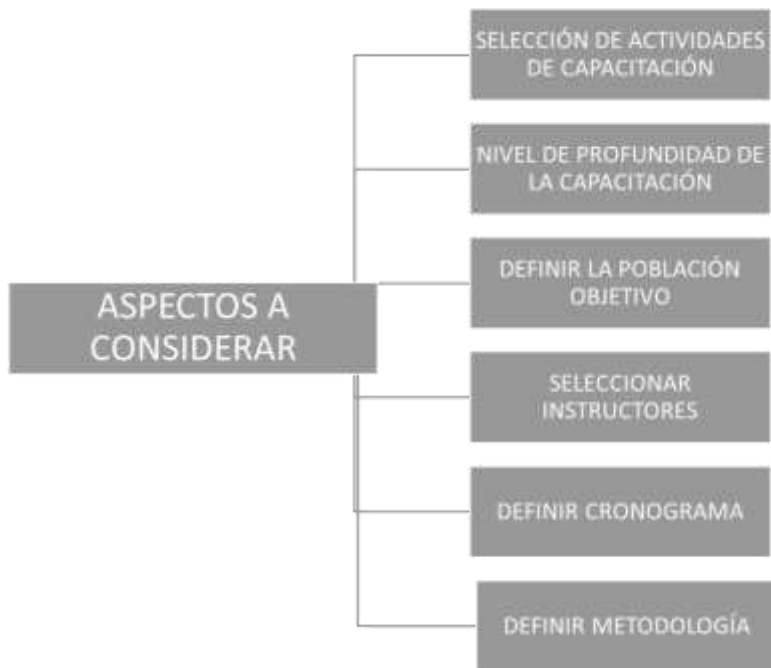 SELECCIÓN DE ACTIVIDADES
DE CAPACITACIÓN
NIVEL DE PROFUNDIDAD DE
LA CAPACITACIÓN
DEFINIR LA POBLACIÓN
OBJETIVO
ASPECTOS A
CONSIDERAR
SELECCIONAR
INSTRUCTORES
DEFINIR CRONOGRAMA
DEFINIR METODOLOGÍA